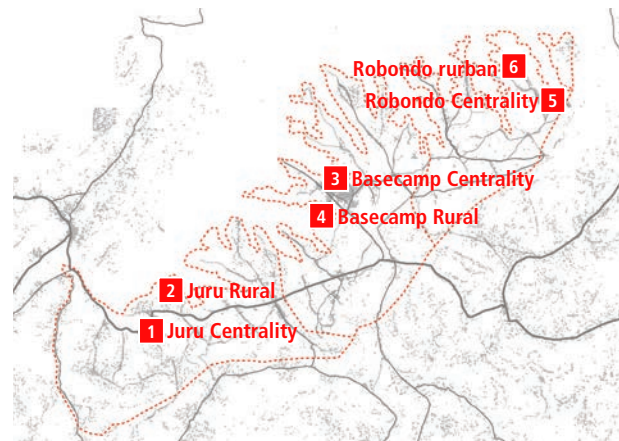 Robondo rurban 6
Robondo Centrality 5
3 Basecamp Centrality
4 Basecamp Rural
2 Juru Rural
1 Juru Centrality